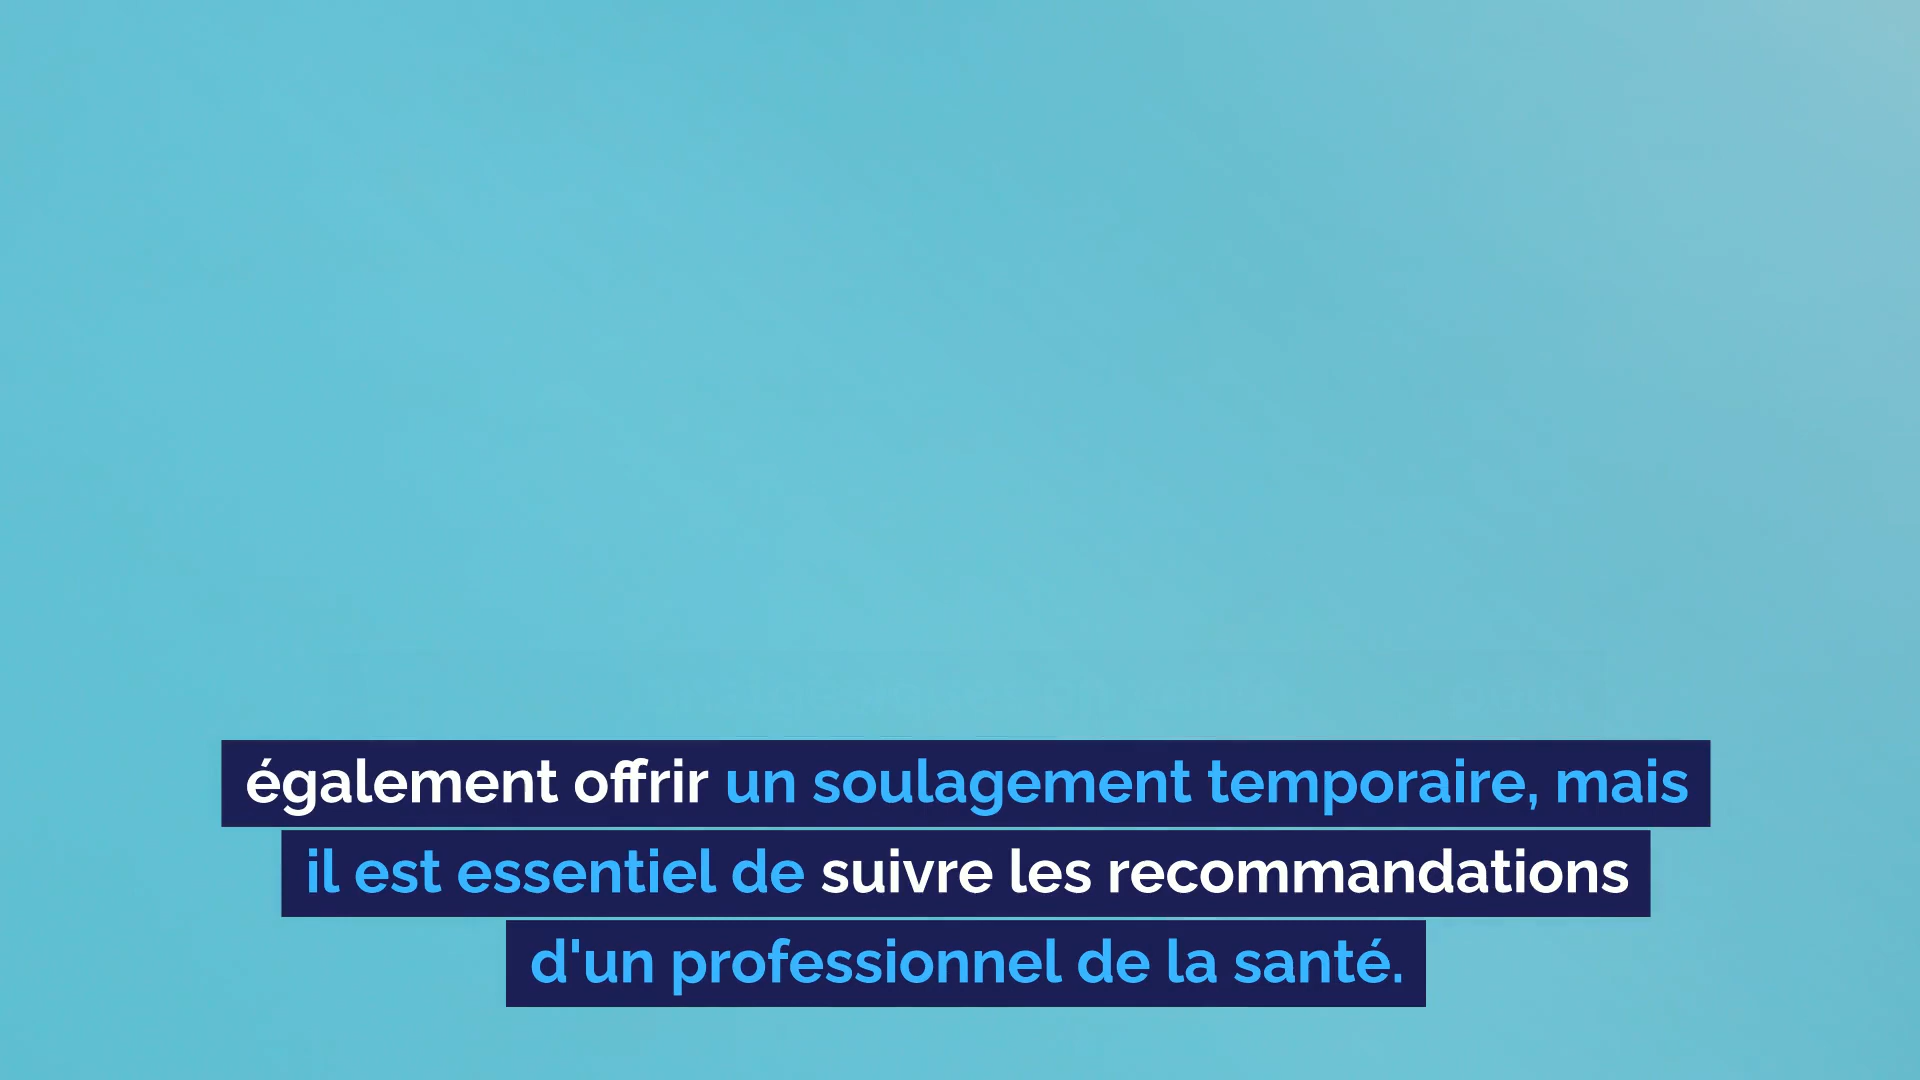 également offrir un soulagement temporaire, mais
il est essentiel de suivre les recommandations
d'un professionnel de la santé.